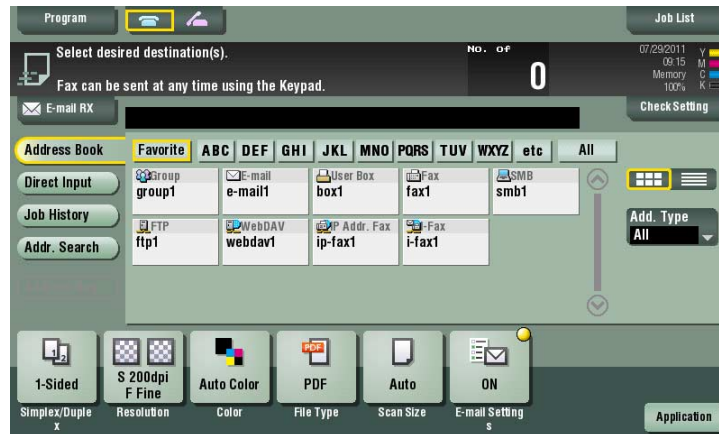 Program
Job List
Select desired destination(s).
No. of
0
Fax can be sent at any time using the Keypad.
07/29/2011
09:15
Memory
100%
Y
M
C
K
E-mail RX
Check Setting
Address Book
Favorite ABC DEF GHI JKL MNO PQRS TUV WXYZ etc All
Direct Input
Job History
Addr. Search
Group
group1
E-mail
e-mail1
User Box
box1
Fax
fax1
SMB
smb1
FTP
ftp1
WebDAV
webdav1
IP Addr. Fax
ip-fax1
I-Fax
i-fax1
Add. Type
All
1-Sided
Simplex/Duple
x
S 200dpi
F Fine
Resolution
Auto Color
Color
PDF
PDF
File Type
Auto
Scan Size
ON
E-mail Setting
s
Application